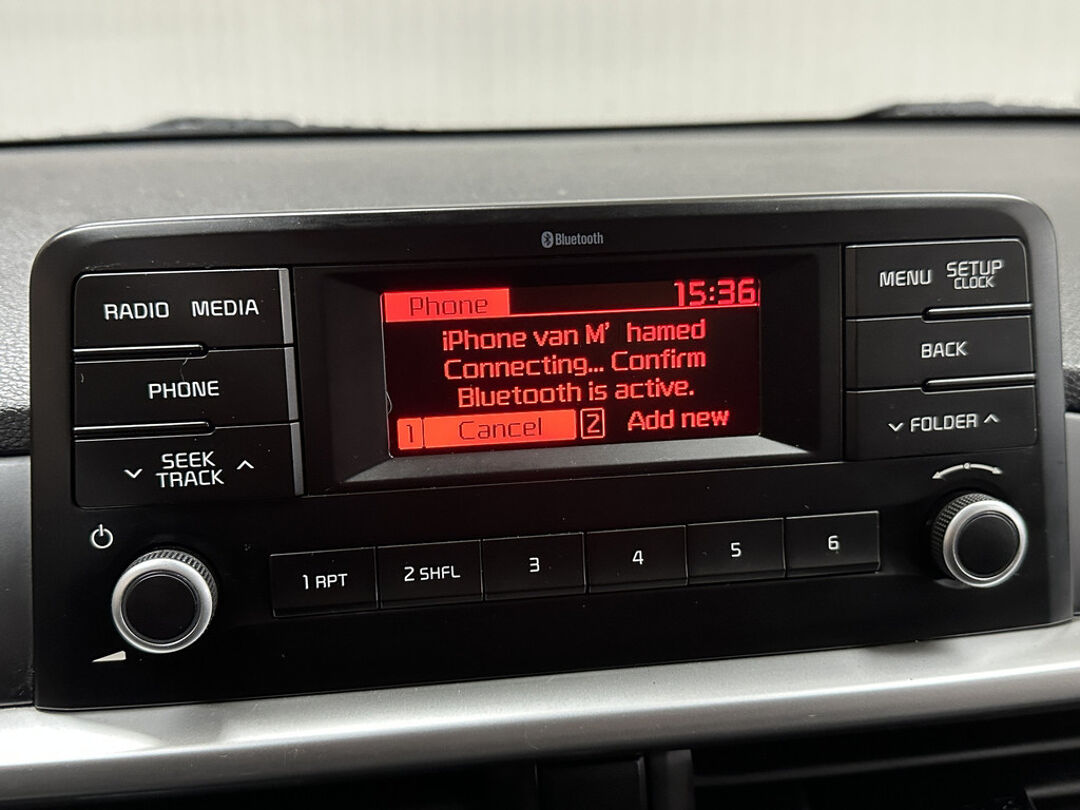 Bluetooth
RADIO MEDIA
PHONE
SEEK
TRACK
Phone 15:36
iPhone van M’ hamed
Connecting... Confirm
Bluetooth is active.
1 Cancel 2 Add new
MENU SETUP
CLOCK
BACK
FOLDER
1 RPT 2 SHFL 3 4 5 6